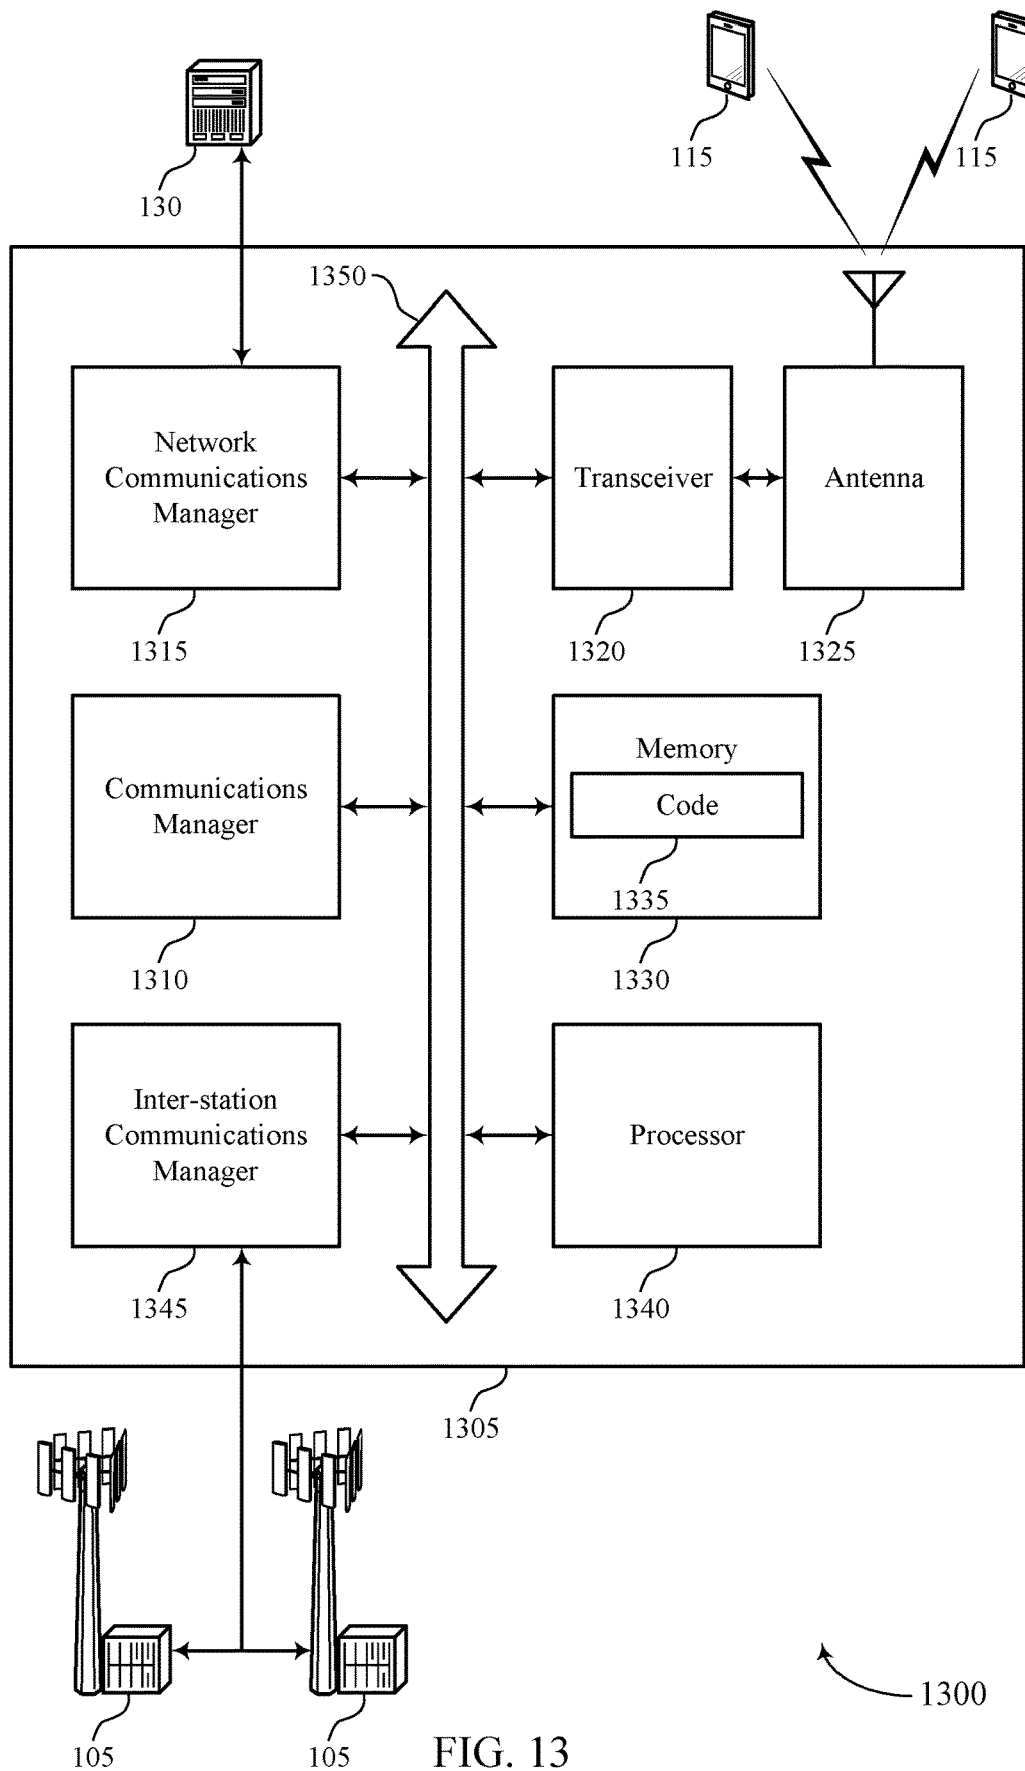 115
115
130
1350
Network
Communications
Manager
Transceiver
Antenna
1315
1320
1325
Communications
Manager
Memory
Code
1335
1310
1330
Inter-station
Communications
Manager
Processor
1345
1340
1305
1300
105
105
FIG. 13